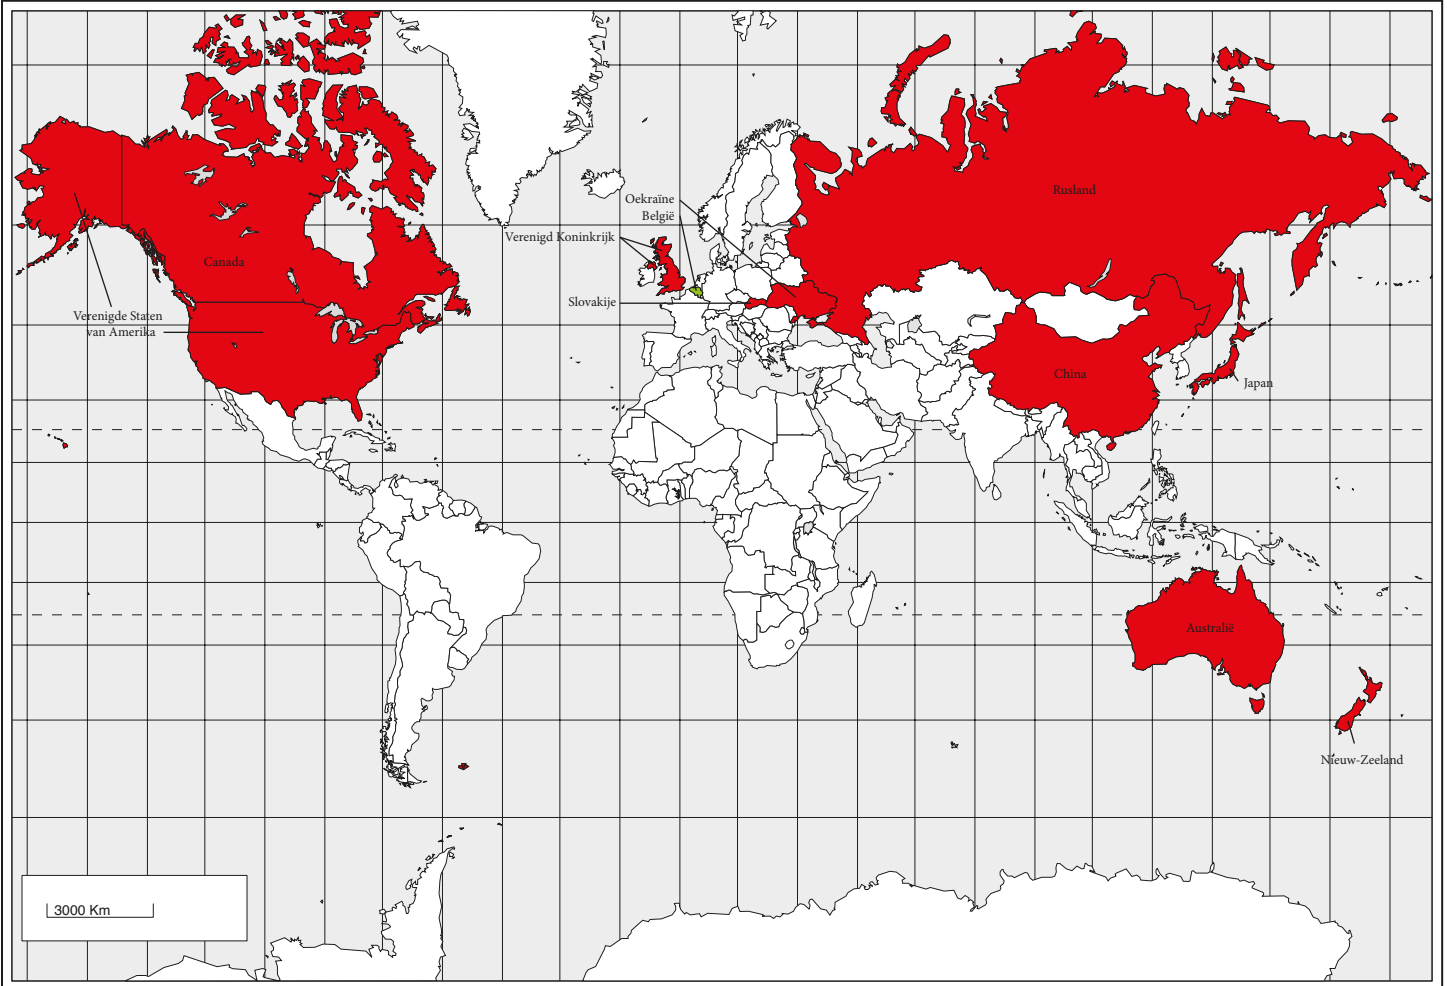 Rusland
Oekraïne
België
Verenigd Koninkrijk
Canada
Slovakije
Verenigde Staten
van Amerika
China
Japan
Australië
Nieuw-Zeeland
3000 Km